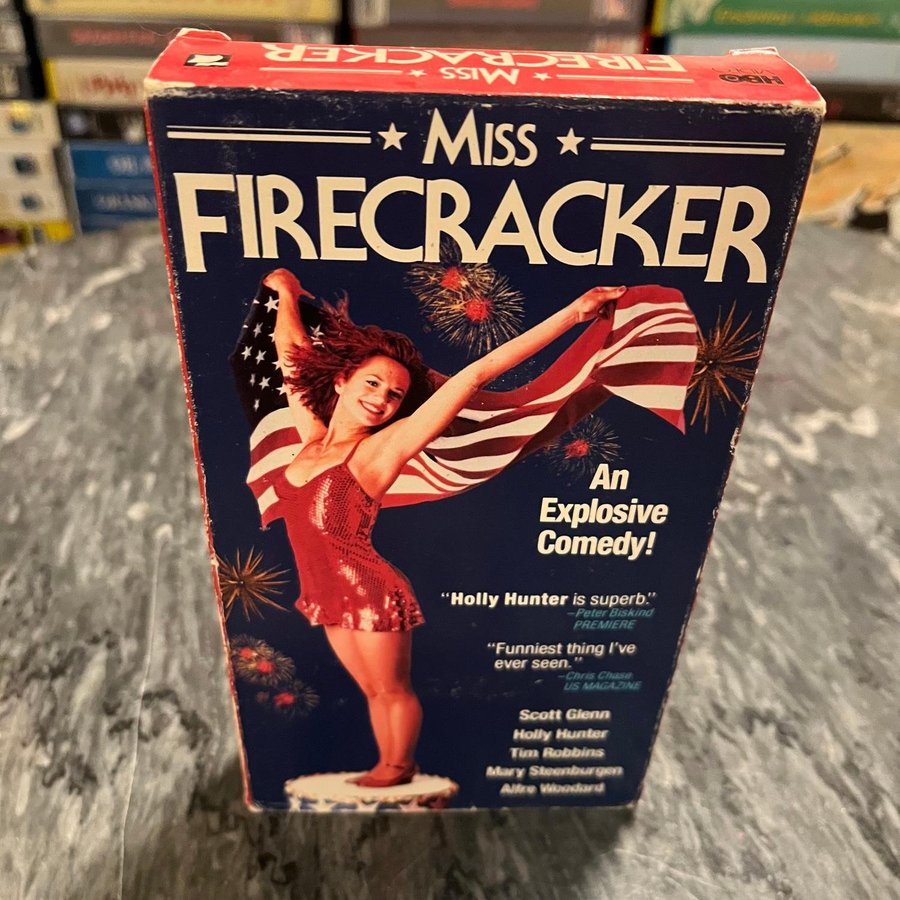 MISS
FIRECRACKER
HBO
VIDEO
MISS
FIRECRACKER
An
Explosive
Comedy!
"Holly Hunter is superb."
–Peter Biskind
PREMIERE
"Funniest thing I've
ever seen."
–Chris Chase
US MAGAZINE
Scott Glenn
Holly Hunter
Tim Robbins
Mary Steenburgen
Alfre Woodard